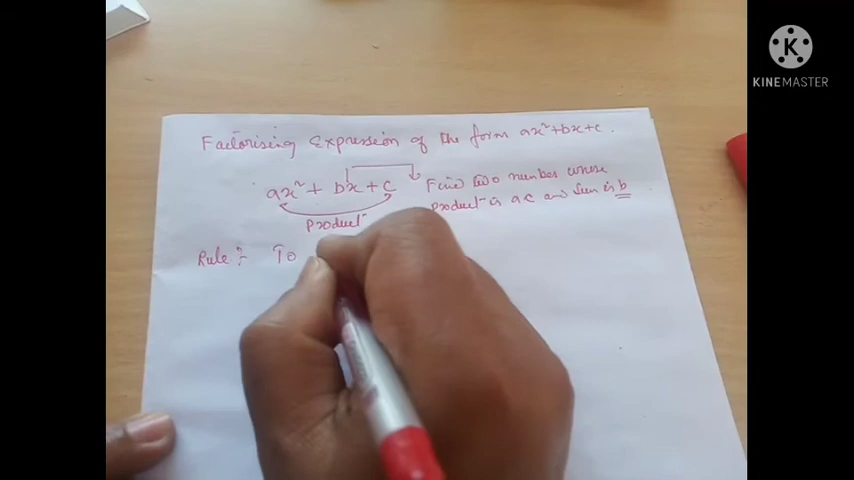 KINEMASTER
Factorising Expression of the form ax²+bx+c.
ax² + bx + c Find two number whose
product is ac and sum is b
product
Rule :- To